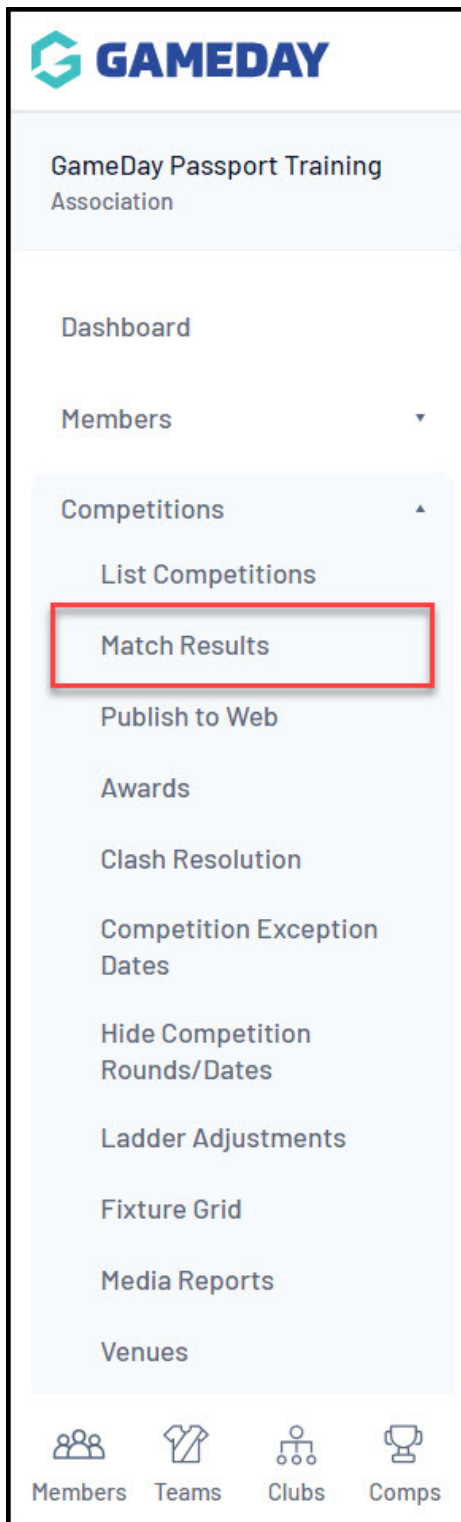 GAMEDAY
GameDay Passport Training
Association
Dashboard
Members
Competitions
List Competitions
Match Results
Publish to Web
Awards
Clash Resolution
Competition Exception
Dates
Hide Competition
Rounds/Dates
Ladder Adjustments
Fixture Grid
Media Reports
Venues
Members Teams Clubs Comps